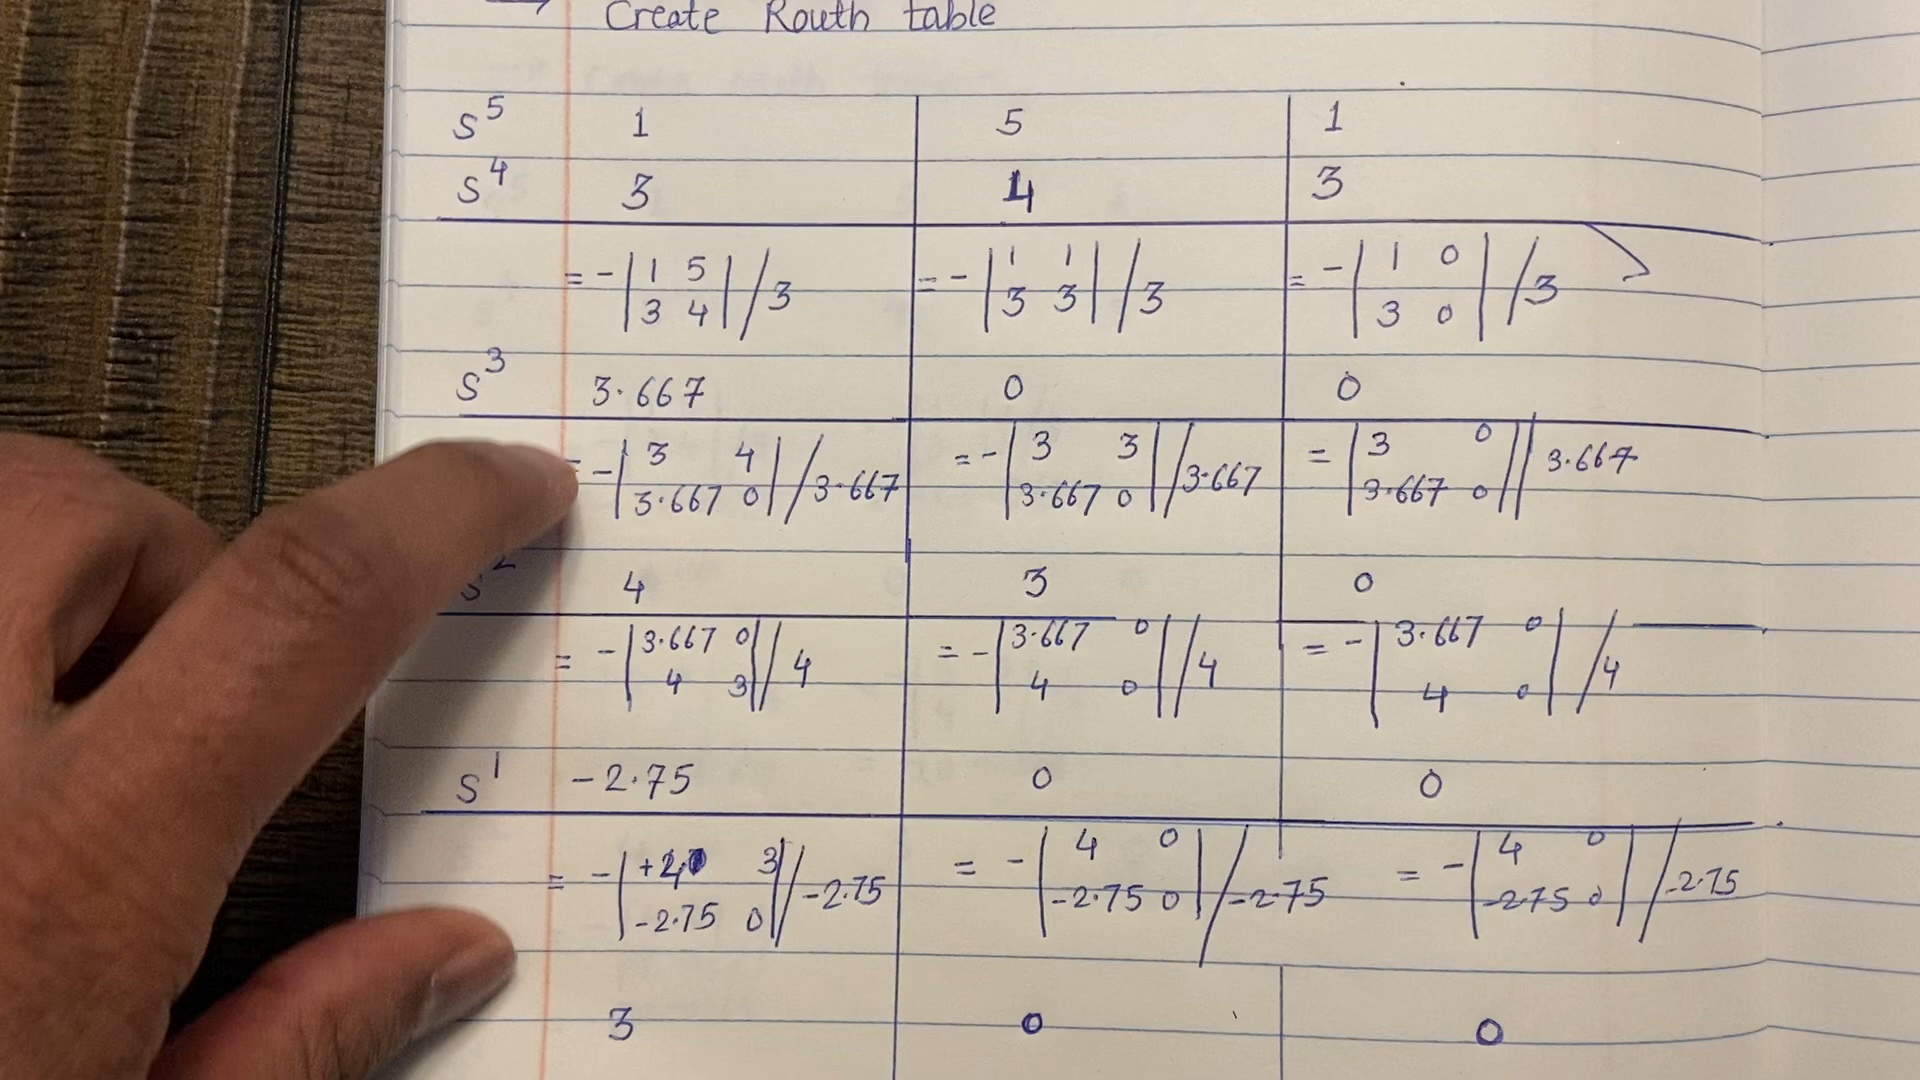 → Create Routh table
s^5 1 5 1
s^4 3 4 3
= -|1 5| / 3 = -|1 1| / 3 = -|1 0| / 3
|3 4| |3 3| |3 0|
s^3 3.667 0 0
= -|3 4| / 3.667 = -|3 3| / 3.667 = |3 0| / 3.667
|3.667 0| |3.667 0| |3.667 0|
s^2 4 3 0
= -|3.667 0| / 4 = -|3.667 0| / 4 = -|3.667 0| / 4
|4 3| |4 0| |4 0|
s^1 -2.75 0 0
= -|+4 3| / -2.75 = -|4 0| / -2.75 = -|4 0| / -2.75
|-2.75 0| |-2.75 0| |-2.75 0|
3 0 0